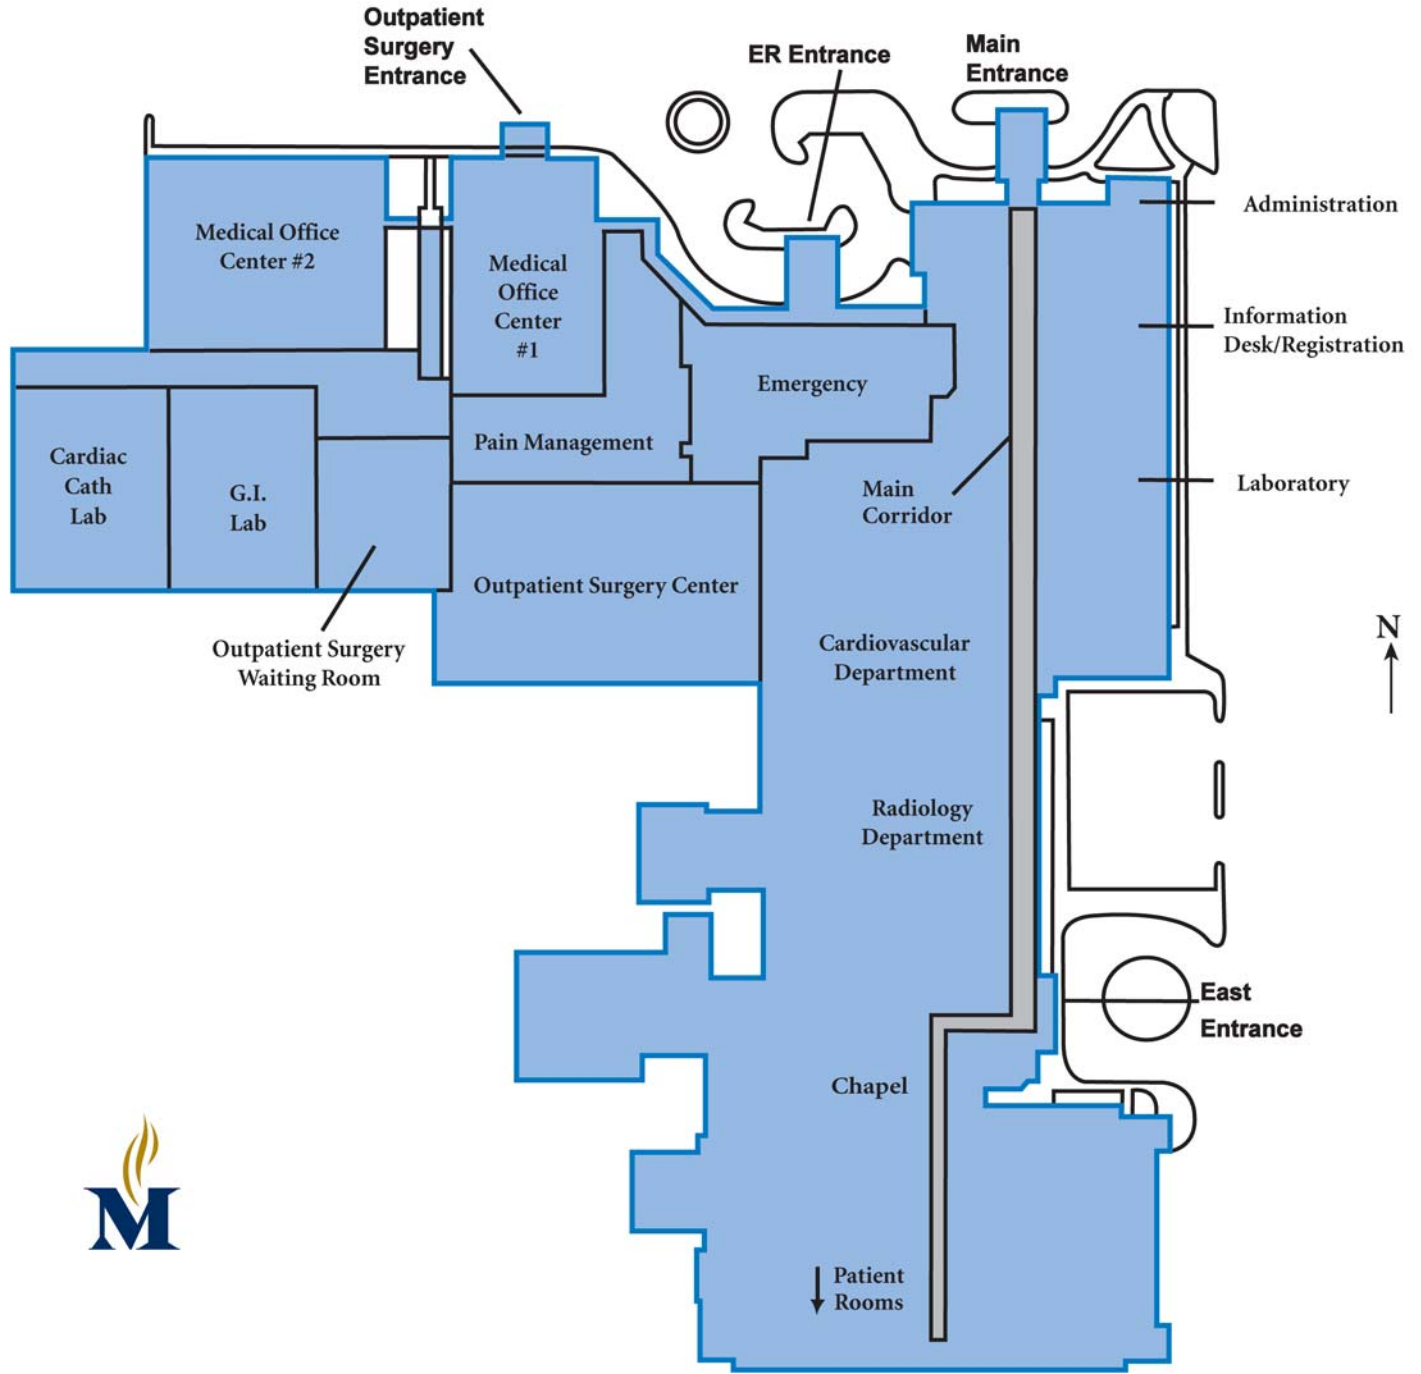 Outpatient
Surgery
Entrance
ER Entrance
Main
Entrance
Administration
Medical Office
Center #2
Medical
Office
Center
#1
Information
Desk/Registration
Emergency
Pain Management
Cardiac
Cath
Lab
G.I.
Lab
Main
Corridor
Laboratory
Outpatient Surgery Center
N
Outpatient Surgery
Waiting Room
Cardiovascular
Department
Radiology
Department
East
Entrance
Chapel
M
Patient
Rooms